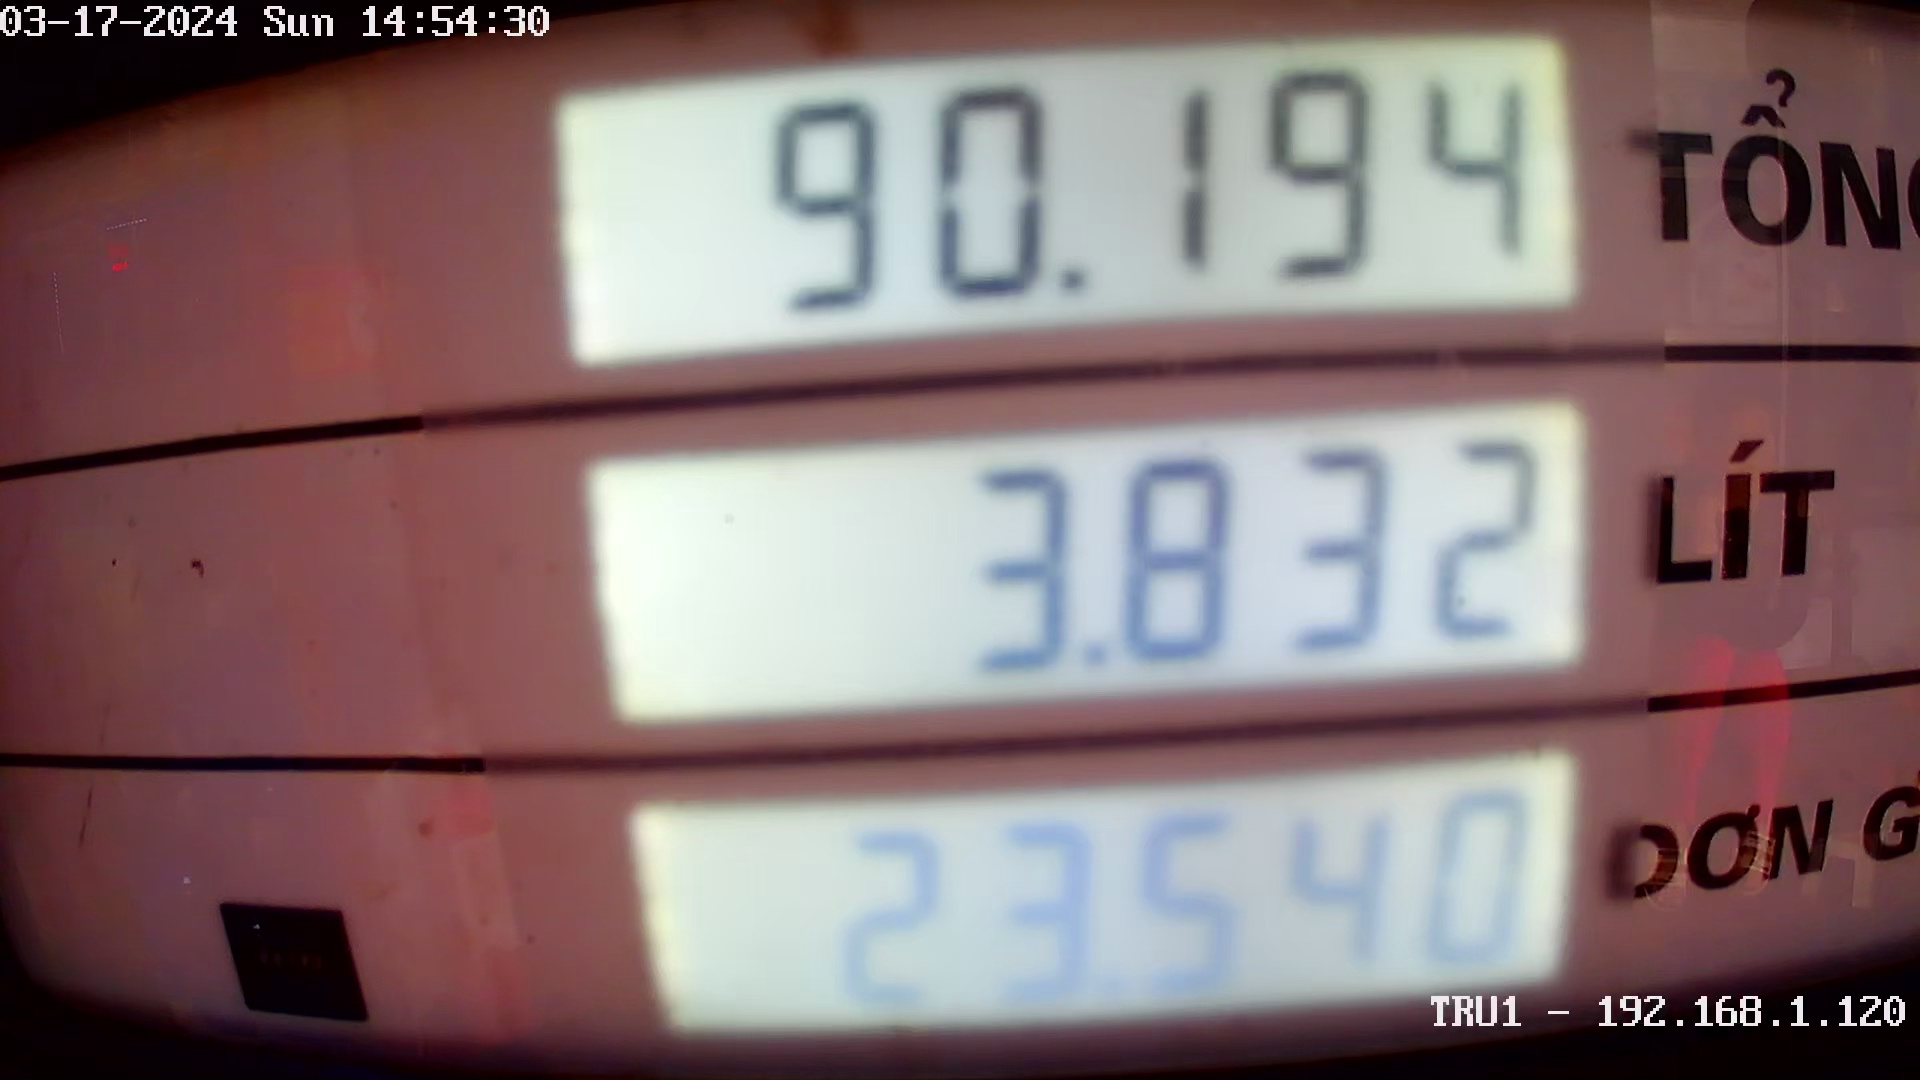 03-17-2024 Sun 14:54:30
90.194
TỔNG
3.832
LÍT
23.540
ĐƠN G
TRU1 - 192.168.1.120